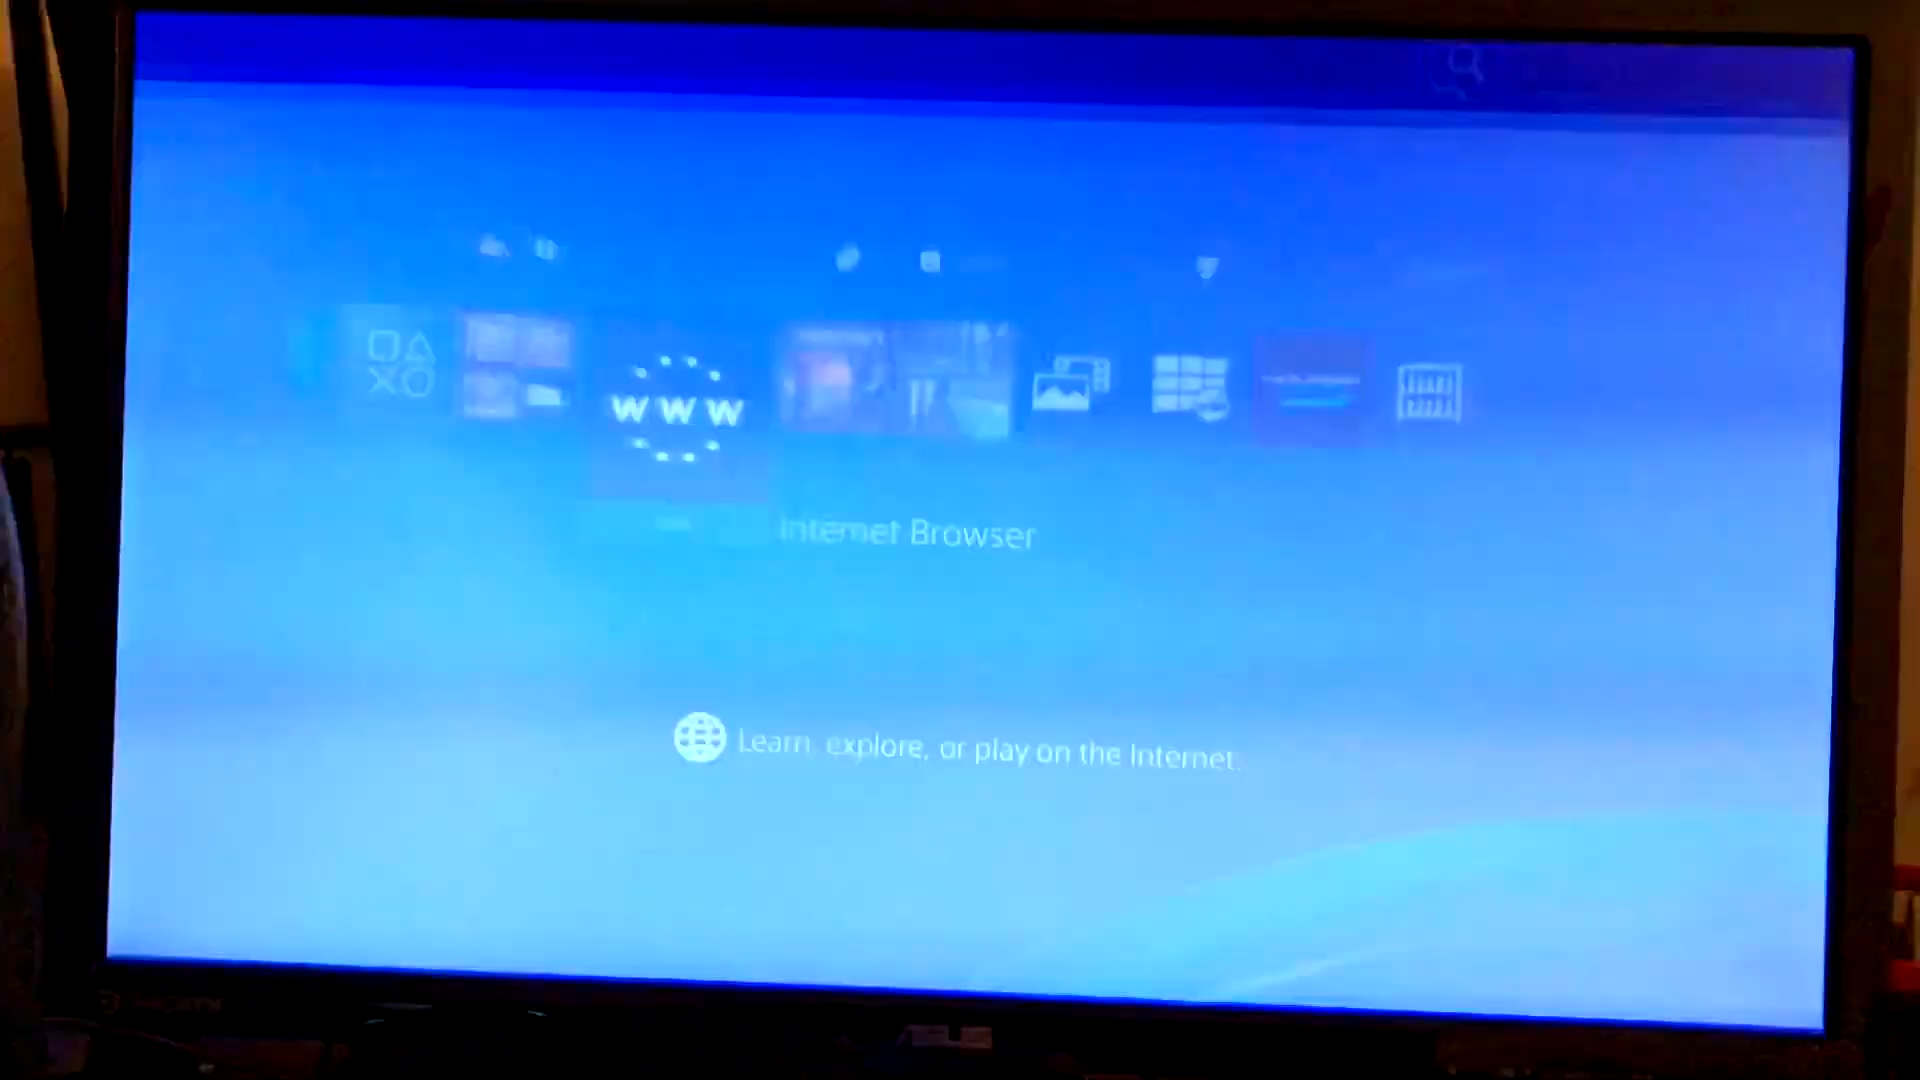 WWW
Internet Browser
Learn, explore, or play on the Internet.